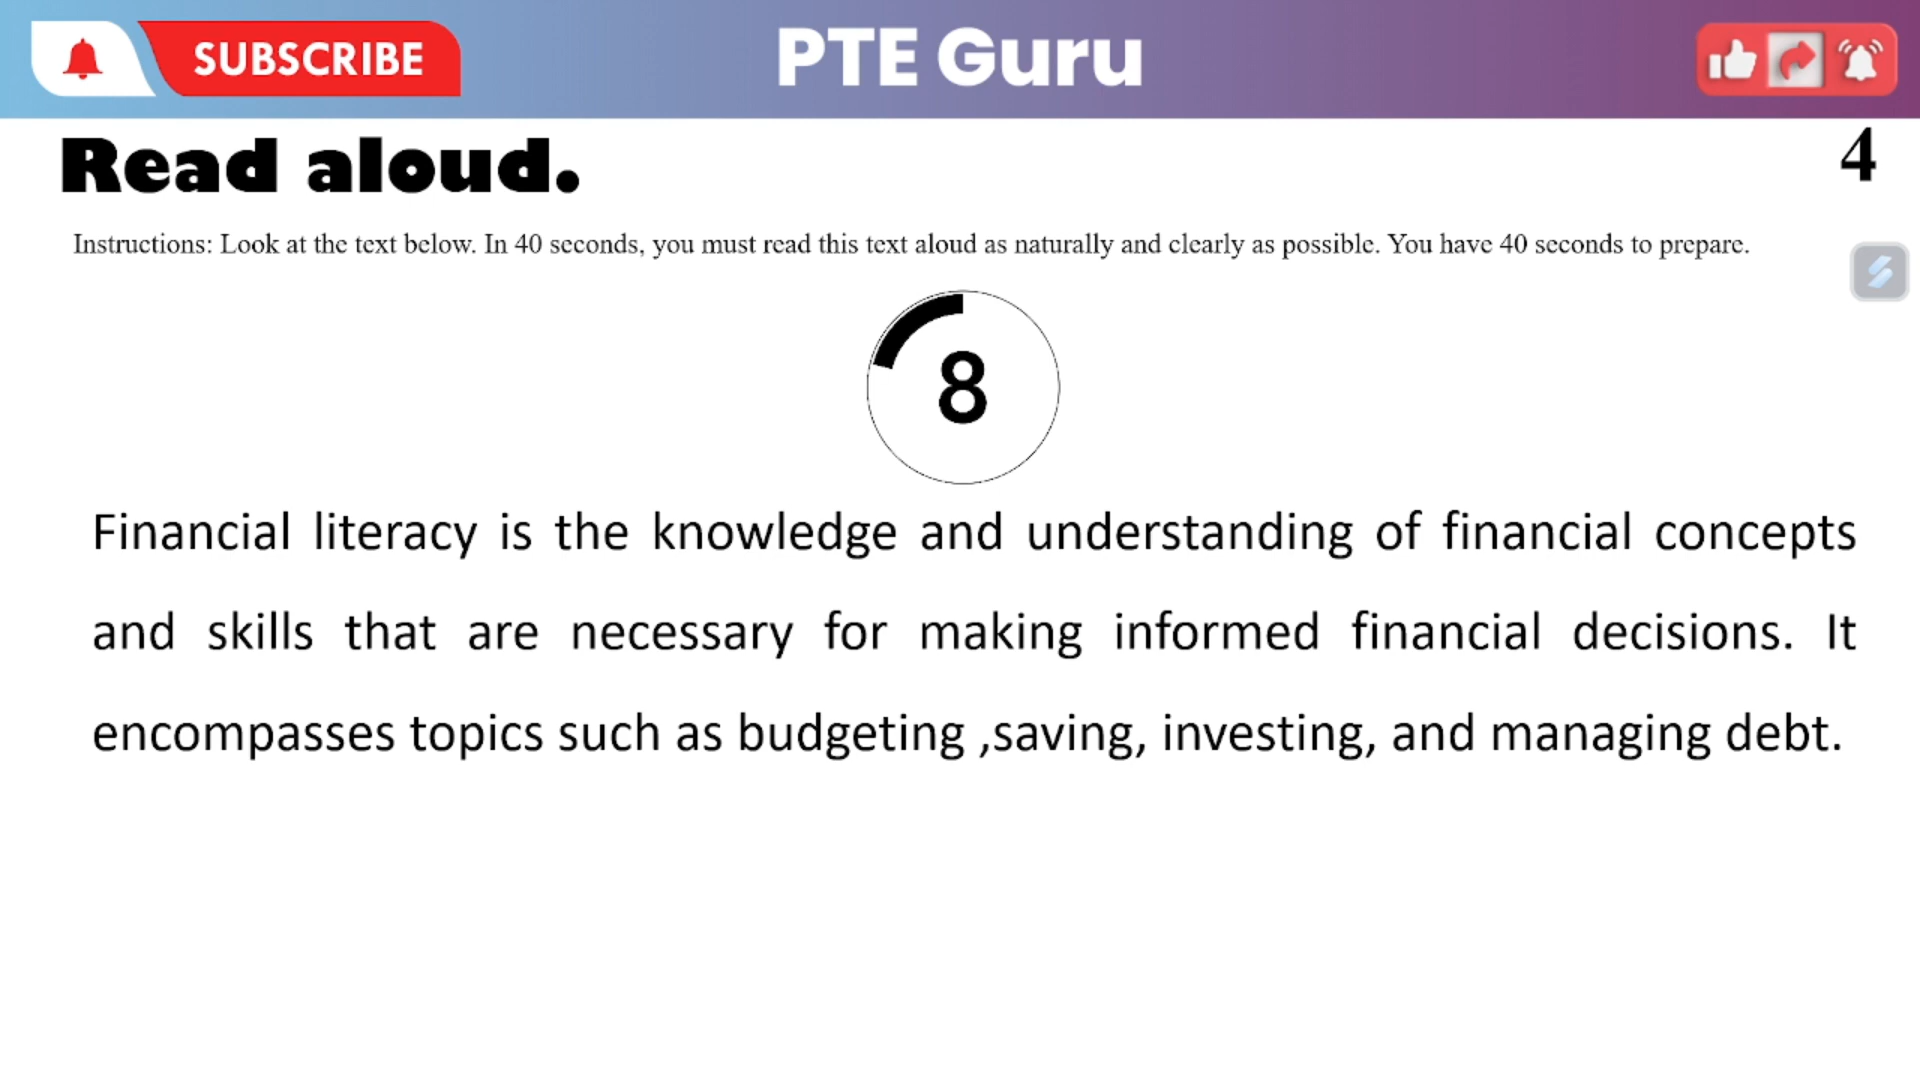 SUBSCRIBE
PTE Guru
Read aloud.
4
Instructions: Look at the text below. In 40 seconds, you must read this text aloud as naturally and clearly as possible. You have 40 seconds to prepare.
8
Financial literacy is the knowledge and understanding of financial concepts
and skills that are necessary for making informed financial decisions. It
encompasses topics such as budgeting ,saving, investing, and managing debt.